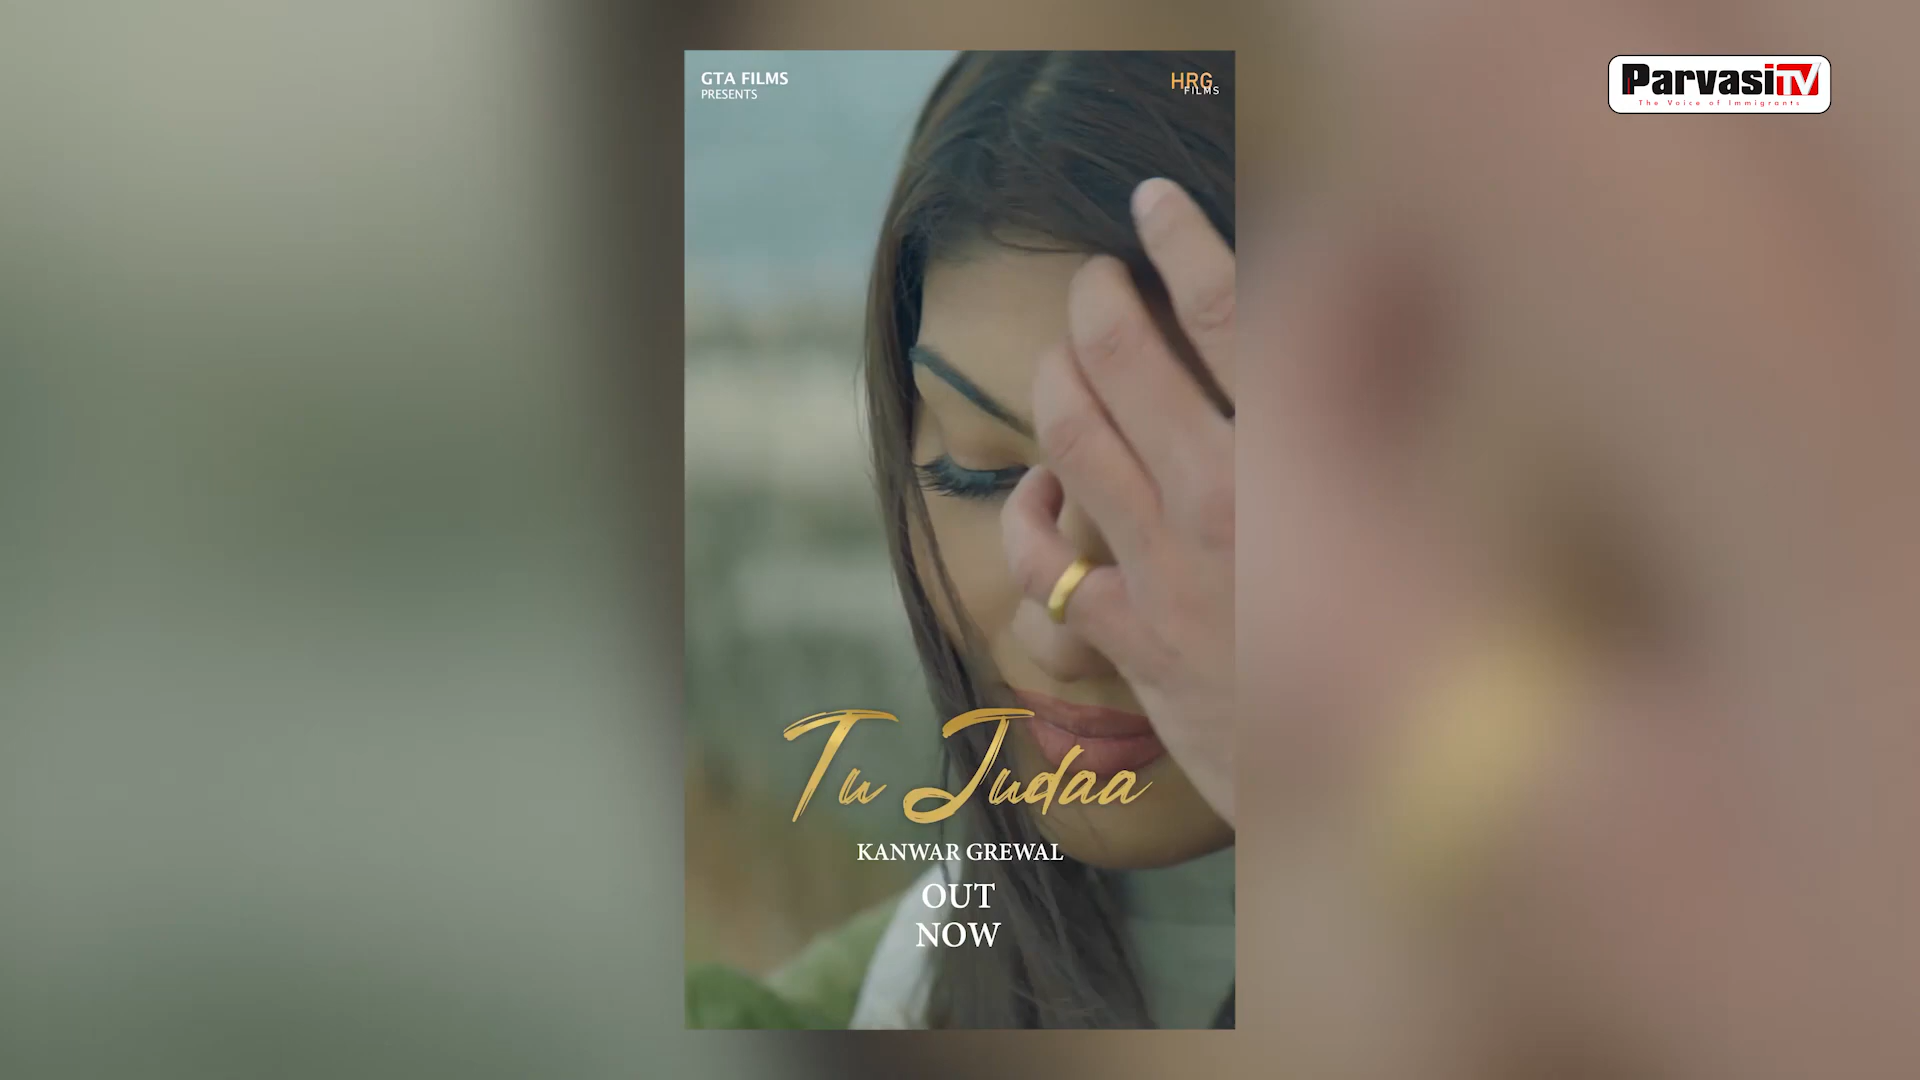 GTA FILMS
PRESENTS
HRG
FILMS
ParvasiTV
The Voice of Immigrants
Tu Judaa
KANWAR GREWAL
OUT
NOW